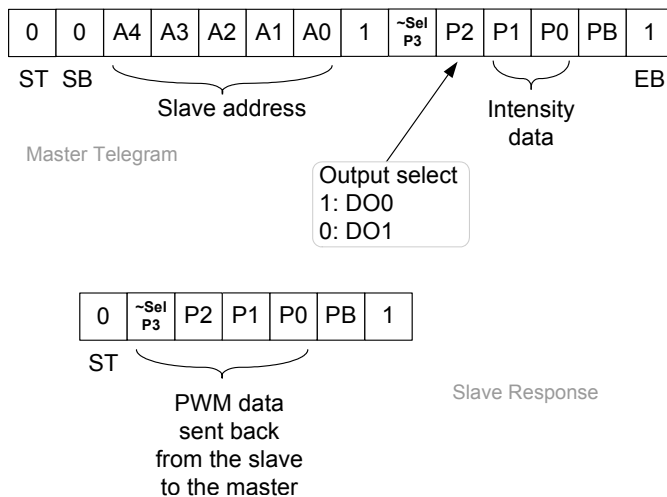 0 0 A4 A3 A2 A1 A0 1 ~Sel P3 P2 P1 P0 PB 1
ST SB EB
Slave address
Intensity
data
Master Telegram
Output select
1: DO0
0: DO1
0 ~Sel P3 P2 P1 P0 PB 1
ST
PWM data
sent back
from the slave
to the master
Slave Response